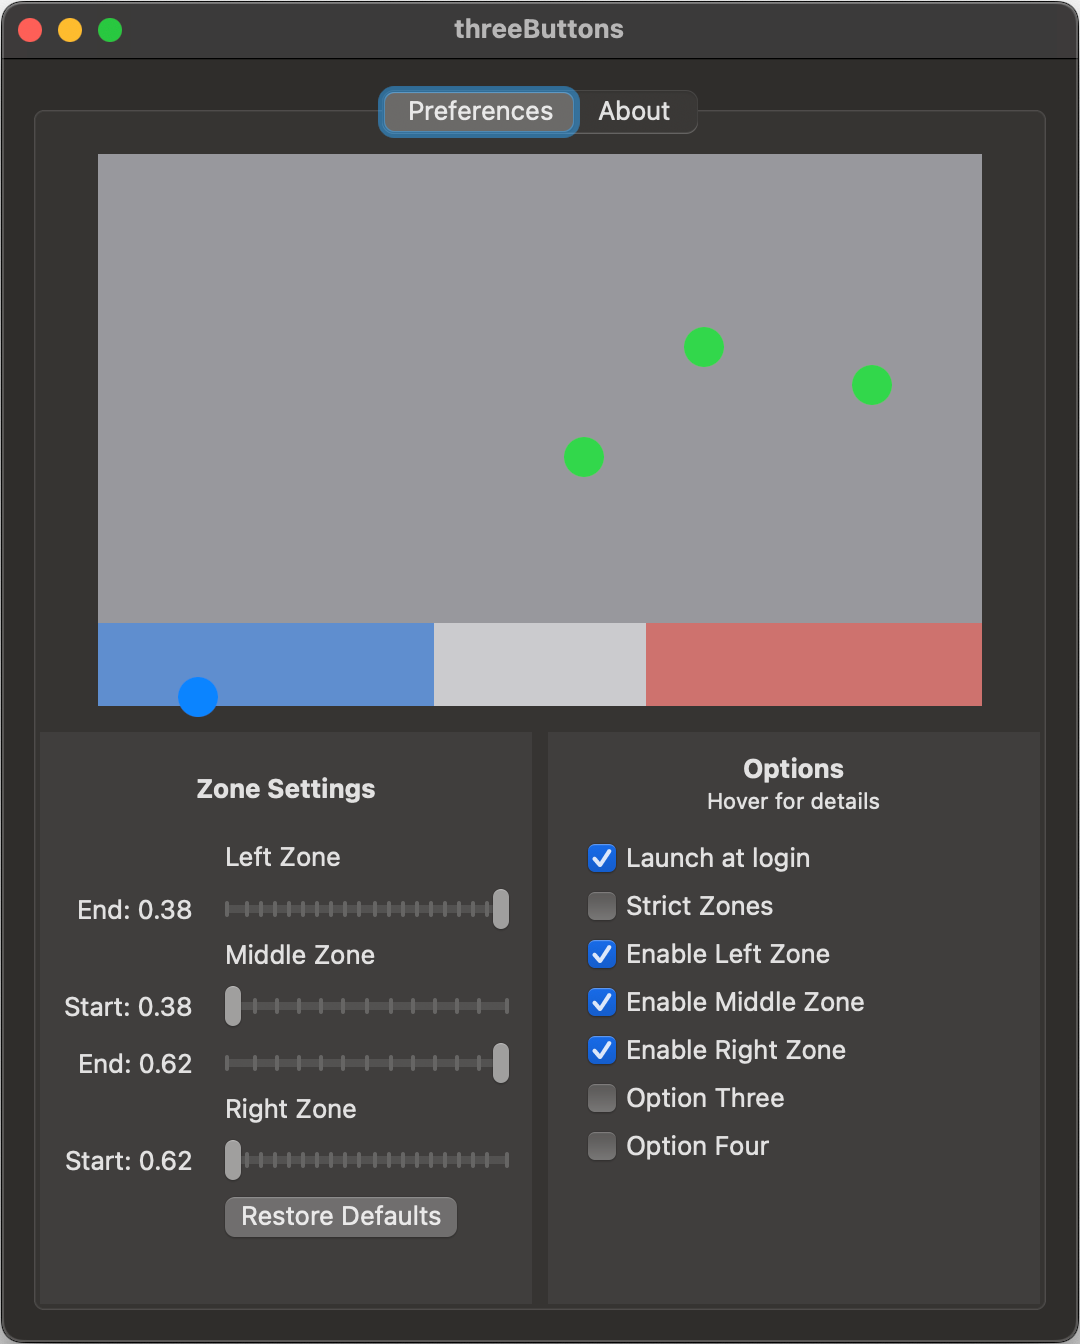 threeButtons
Preferences
About
Zone Settings
Left Zone
End: 0.38
Middle Zone
Start: 0.38
End: 0.62
Right Zone
Start: 0.62
Restore Defaults
Options
Hover for details
Launch at login
Strict Zones
Enable Left Zone
Enable Middle Zone
Enable Right Zone
Option Three
Option Four